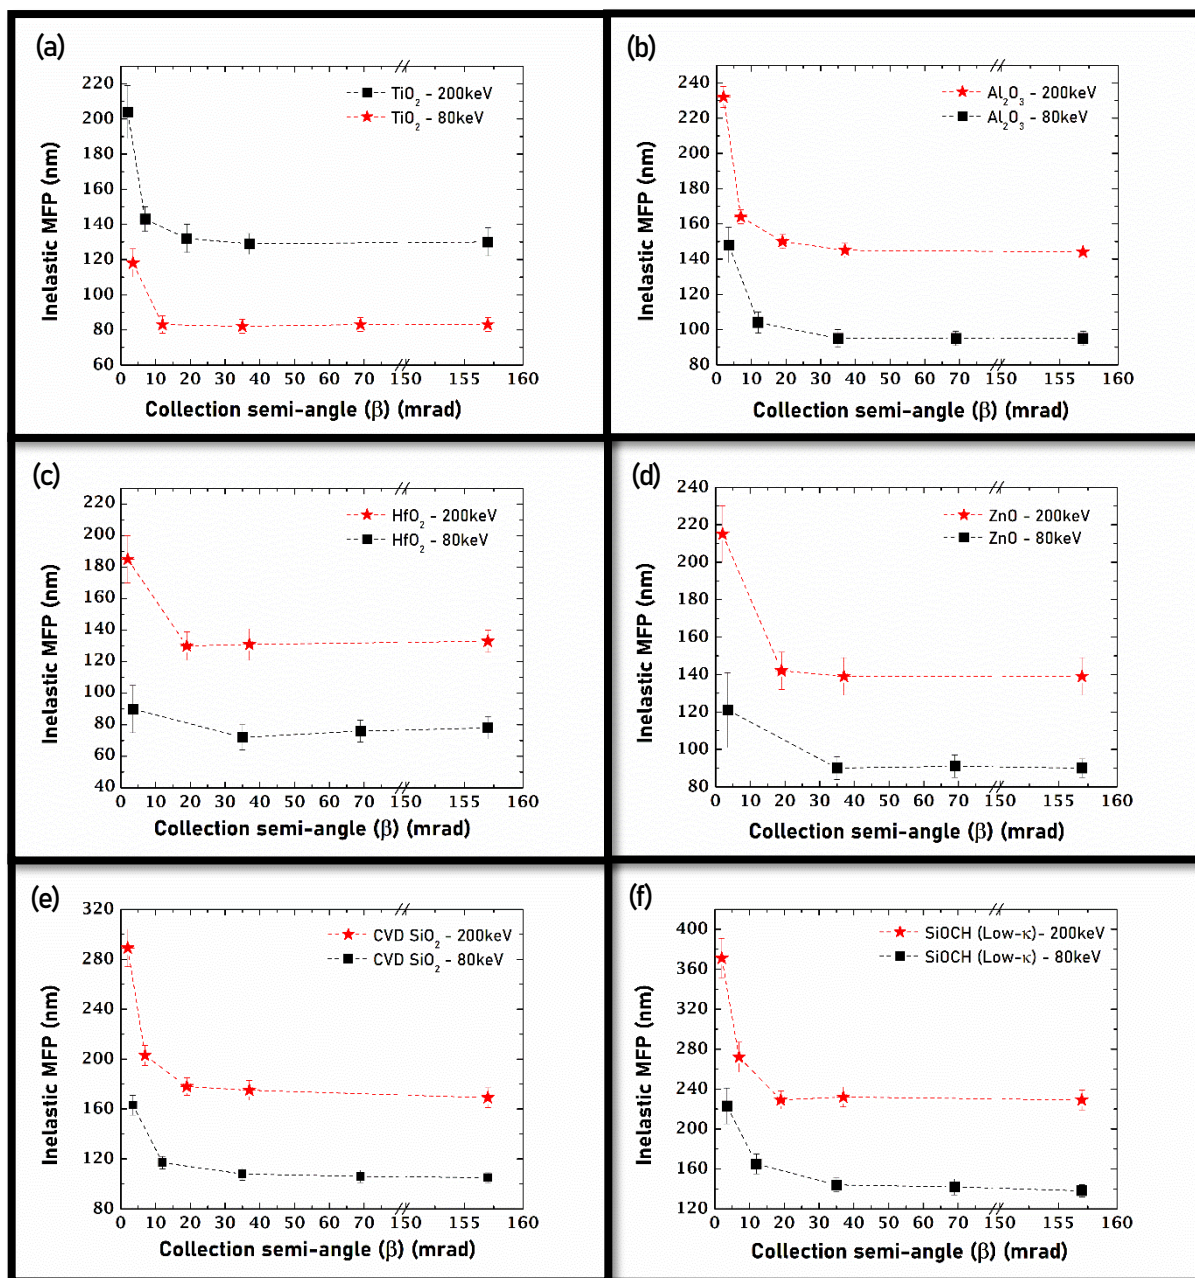 (a)
TiO2 - 200keV
TiO2 - 80keV
220
200
180
160
140
120
100
80
60
Inelastic MFP (nm)
0 10 20 30 40 50 60 70 150 155 160
Collection semi-angle (β) (mrad)
(b)
Al2O3 - 200keV
Al2O3 - 80keV
240
220
200
180
160
140
120
100
80
Inelastic MFP (nm)
0 10 20 30 40 50 60 70 150 155 160
Collection semi-angle (β) (mrad)
(c)
HfO2 - 200keV
HfO2 - 80keV
220
200
180
160
140
120
100
80
60
40
Inelastic MFP (nm)
0 10 20 30 40 50 60 70 150 155 160
Collection semi-angle (β) (mrad)
(d)
ZnO - 200keV
ZnO - 80keV
240
220
200
180
160
140
120
100
80
Inelastic MFP (nm)
0 10 20 30 40 50 60 70 150 155 160
Collection semi-angle (β) (mrad)
(e)
CVD SiO2 - 200keV
CVD SiO2 - 80keV
320
280
240
200
160
120
80
Inelastic MFP (nm)
0 10 20 30 40 50 60 70 150 155 160
Collection semi-angle (β) (mrad)
(f)
SiOCH (Low-κ)- 200keV
SiOCH (Low-κ) - 80keV
400
360
320
280
240
200
160
120
Inelastic MFP (nm)
0 10 20 30 40 50 60 70 150 155 160
Collection semi-angle (β) (mrad)